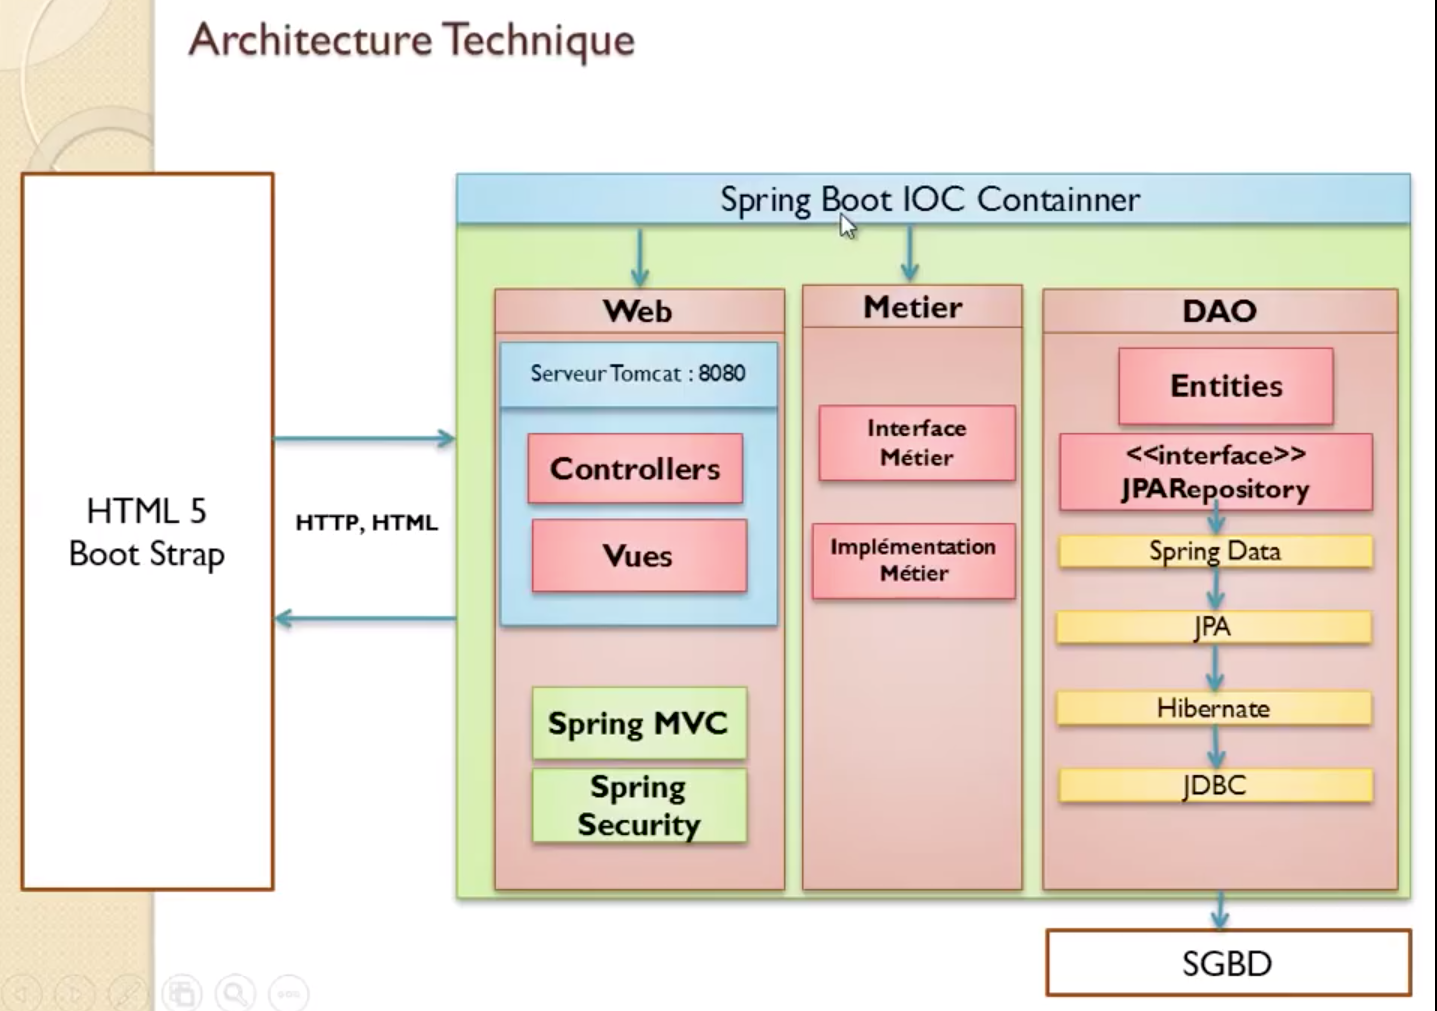 Architecture Technique
HTML 5
Boot Strap
HTTP, HTML
Spring Boot IOC Containner
Web
Serveur Tomcat : 8080
Controllers
Vues
Spring MVC
Spring
Security
Metier
Interface
Métier
Implémentation
Métier
DAO
Entities
<<interface>>
JPARepository
Spring Data
JPA
Hibernate
JDBC
SGBD